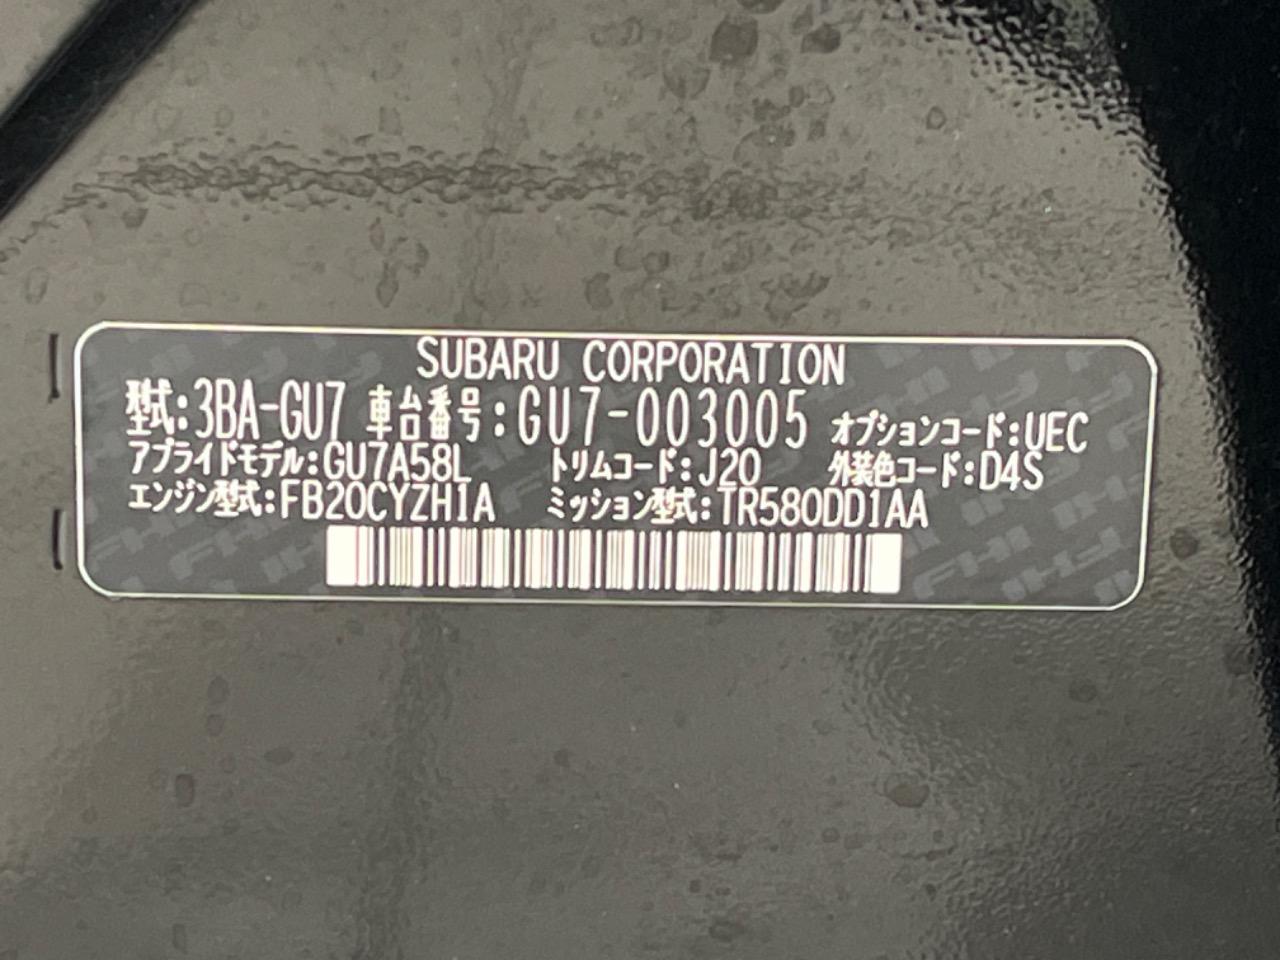 SUBARU CORPORATION
型式:3BA-GU7 車台番号:GU7-003005 オプションコード:UEC
アプライドモデル:GU7A58L トリムコード:J20 外装色コード:D4S
エンジン型式:FB20CYZH1A ミッション型式:TR580DD1AA